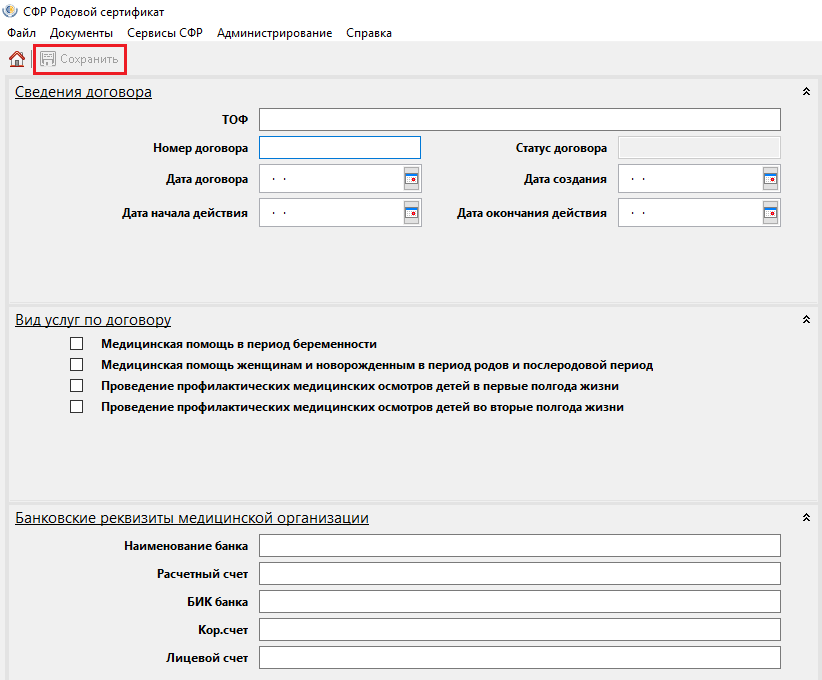 СФР Родовой сертификат
Файл Документы Сервисы СФР Администрирование Справка
Сохранить
Сведения договора
ТОФ
Номер договора Статус договора
Дата договора . . Дата создания . .
Дата начала действия . . Дата окончания действия . .
Вид услуг по договору
Медицинская помощь в период беременности
Медицинская помощь женщинам и новорожденным в период родов и послеродовой период
Проведение профилактических медицинских осмотров детей в первые полгода жизни
Проведение профилактических медицинских осмотров детей во вторые полгода жизни
Банковские реквизиты медицинской организации
Наименование банка
Расчетный счет
БИК банка
Кор.счет
Лицевой счет